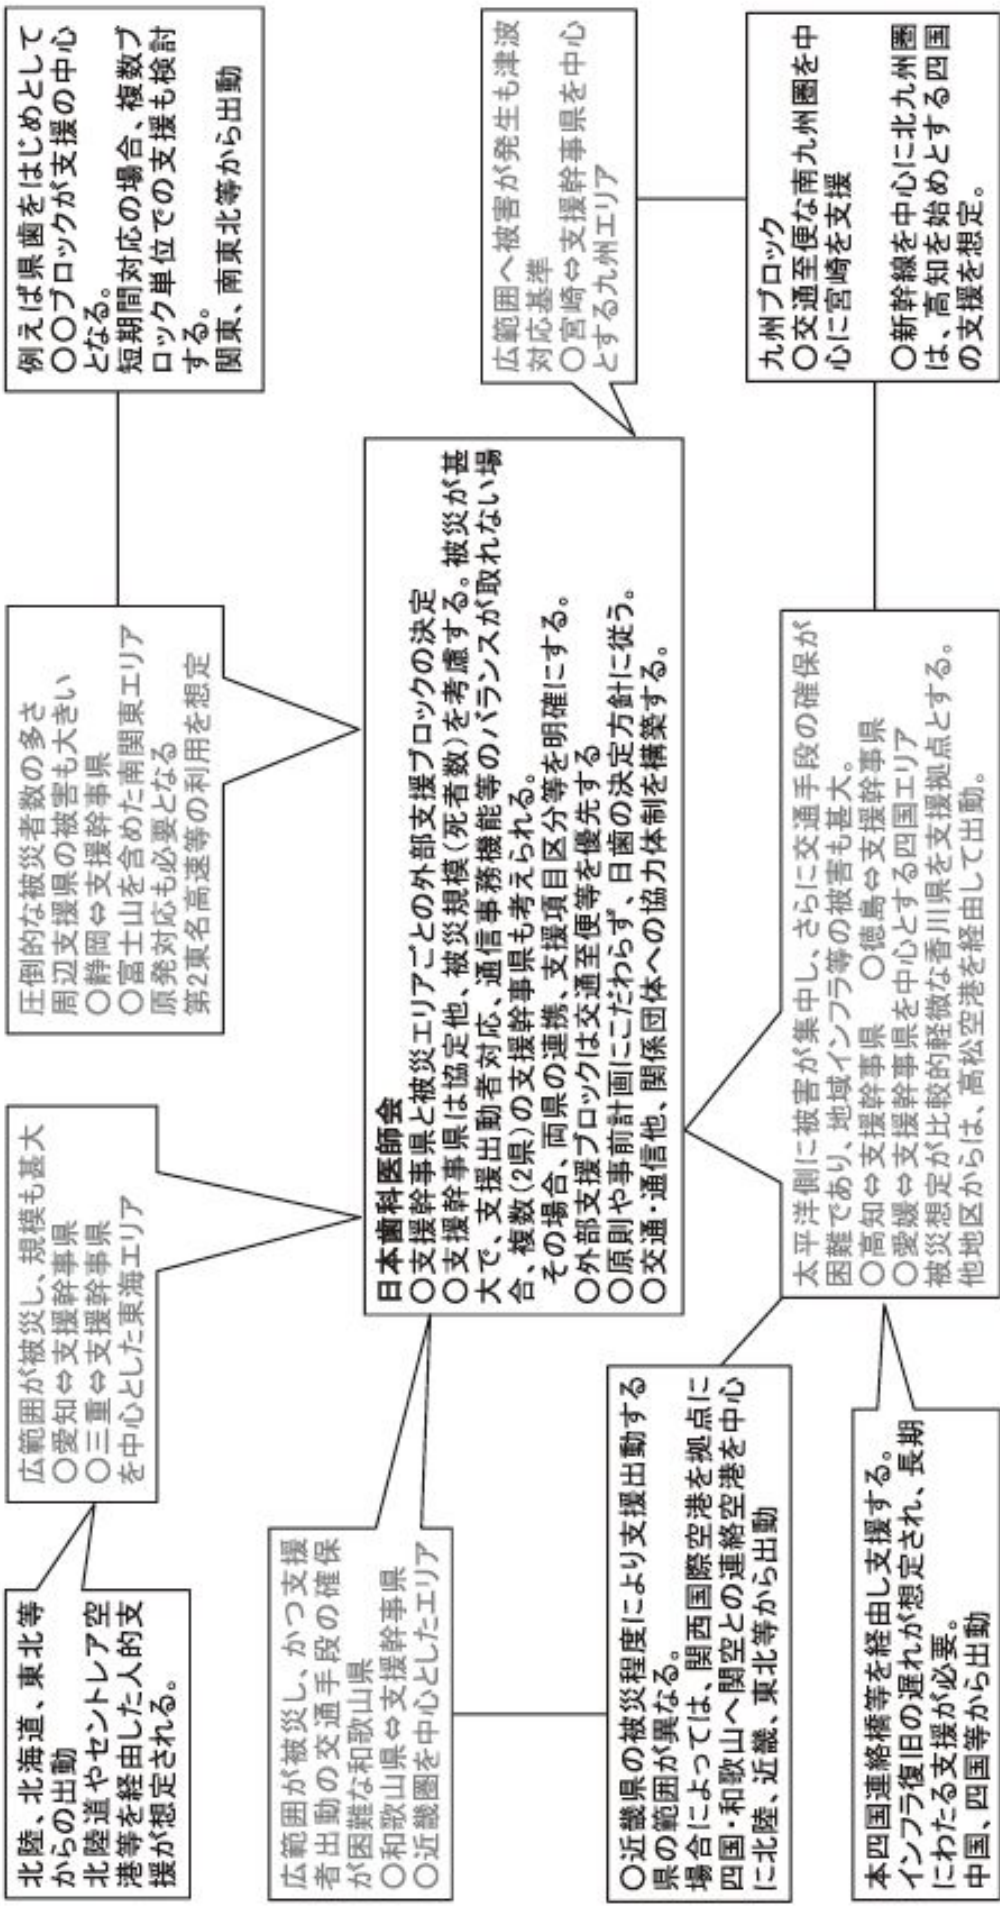 北陸、北海道、東北等
からの出動
北陸道やセントレア空
港等を経由した人的支
援が想定される。
広範囲が被災し、規模も甚大
〇愛知⇔支援幹事県
〇三重⇔支援幹事県
を中心とした東海エリア
圧倒的な被災者数の多さ
周辺支援県の被害も大きい
〇静岡⇔支援幹事県
〇富士山を含めた南関東エリア
原発対応も必要となる
第2東名高速等の利用を想定
例えば県歯をはじめとして
〇〇ブロックが支援の中心
となる。
短期間対応の場合、複数ブ
ロック単位での支援も検討
する。
関東、南東北等から出動
広範囲が被災し、かつ支援
者出動の交通手段の確保
が困難な和歌山県
〇和歌山県⇔支援幹事県
〇近畿圏を中心としたエリア
日本歯科医師会
〇支援幹事県と被災エリアごとの外部支援ブロックの決定
〇支援幹事県は協定他、被災規模(死者数)を考慮する。被災が甚
大で、支援出動者対応、通信事務機能等のバランスが取れない場
合、複数(2県)の支援幹事県も考えられる。
その場合、両県の連携、支援項目区分等を明確にする。
〇外部支援ブロックは交通至便等を優先する
〇原則や事前計画にこだわらず、日歯の決定方針に従う。
〇交通・通信他、関係団体への協力体制を構築する。
広範囲へ被害が発生も津波
対応基準
〇宮崎⇔支援幹事県を中心
とする九州エリア
〇近畿県の被災程度により支援出動する
県の範囲が異なる。
場合によっては、関西国際空港を拠点に
四国・和歌山へ関空との連絡空港を中心
に北陸、近畿、東北等から出動
太平洋側に被害が集中し、さらに交通手段の確保が
困難であり、地域インフラ等の被害も甚大。
〇高知⇔支援幹事県 〇徳島⇔支援幹事県
〇愛媛⇔支援幹事県を中心とする四国エリア
被災想定が比較的軽微な香川県を支援拠点とする。
他地区からは、高松空港を経由して出動。
九州ブロック
〇交通至便な南九州圏を中
心に宮崎を支援
〇新幹線を中心に北九州圏
は、高知を始めとする四国
の支援を想定。
本四国連絡橋等を経由し支援する。
インフラ復旧の遅れが想定され、長期
にわたる支援が必要。
中国、四国等から出動